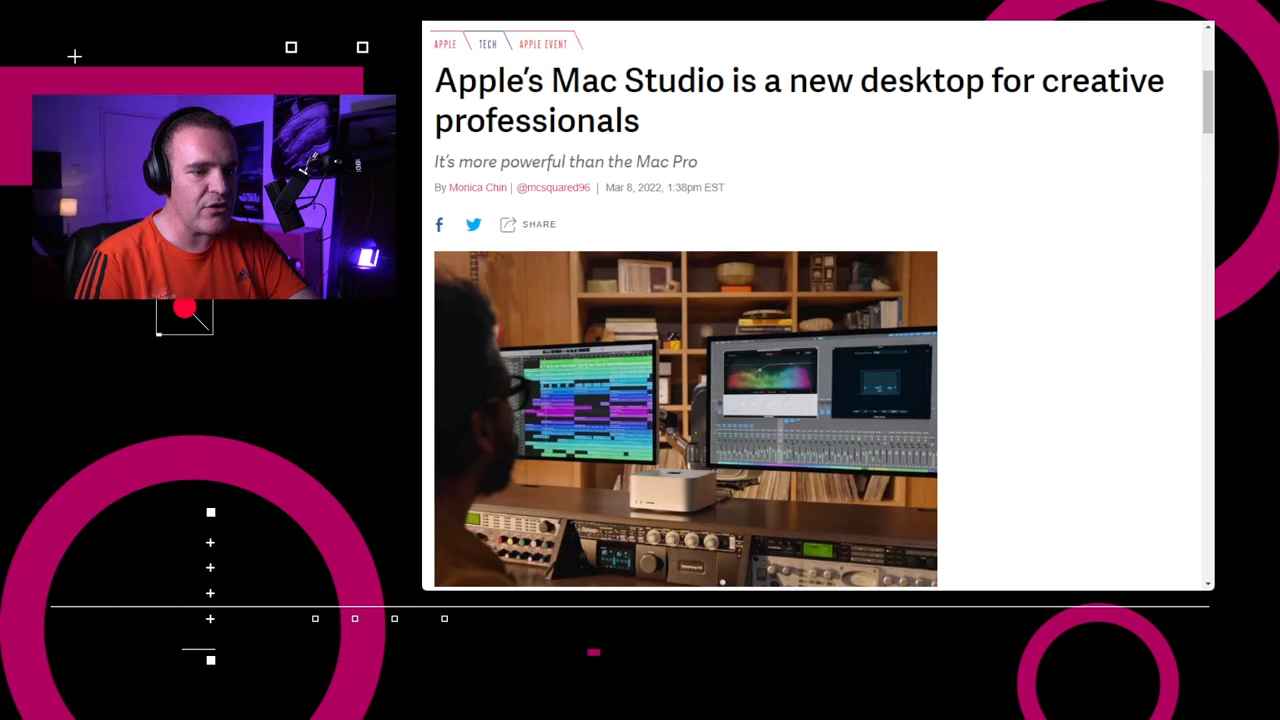 APPLE TECH APPLE EVENT
Apple’s Mac Studio is a new desktop for creative
professionals
It’s more powerful than the Mac Pro
By Monica Chin | @mcsquared96 | Mar 8, 2022, 1:38pm EST
SHARE